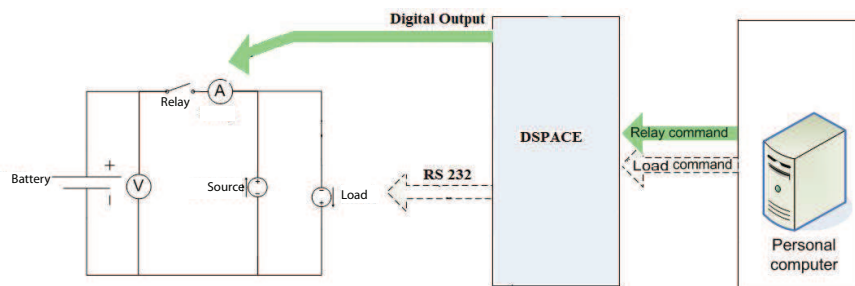 Digital Output
Relay
A
Battery
+
V
Source
Load
RS 232
DSPACE
Relay command
Load command
Personal
computer